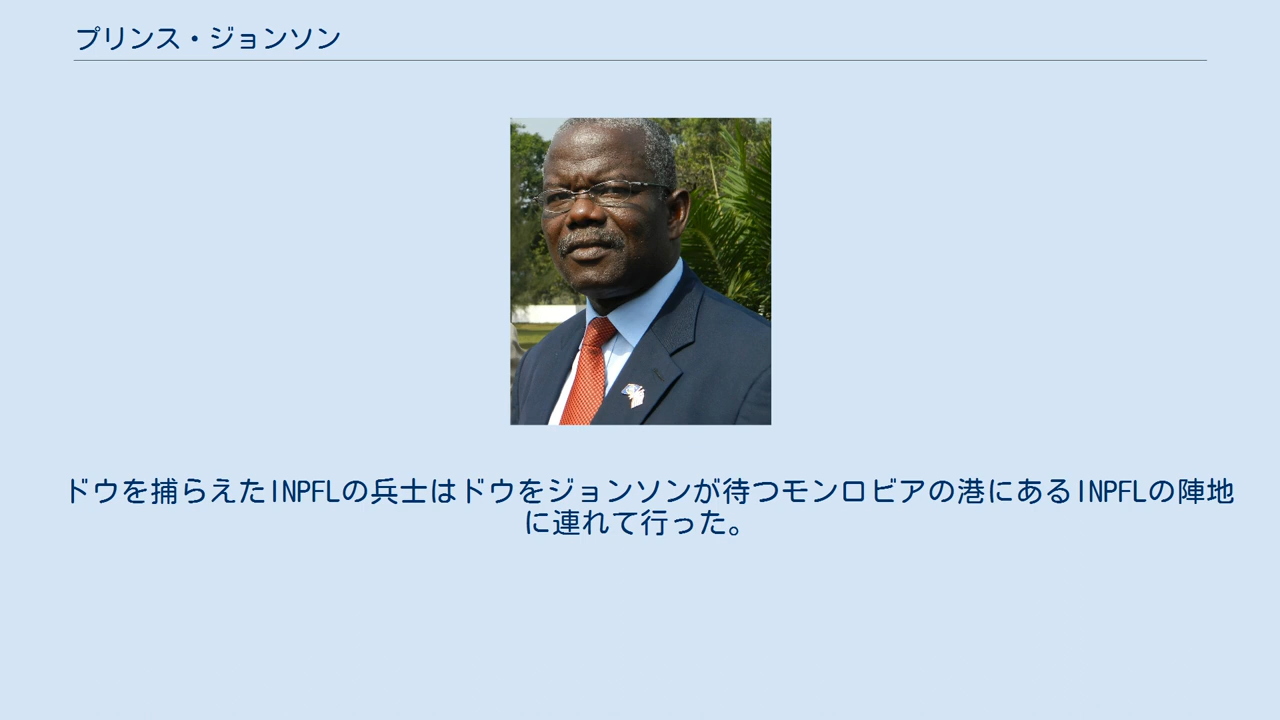 プリンス・ジョンソン
ドウを捕らえたINPFLの兵士はドウをジョンソンが待つモンロビアの港にあるINPFLの陣地
に連れて行った。